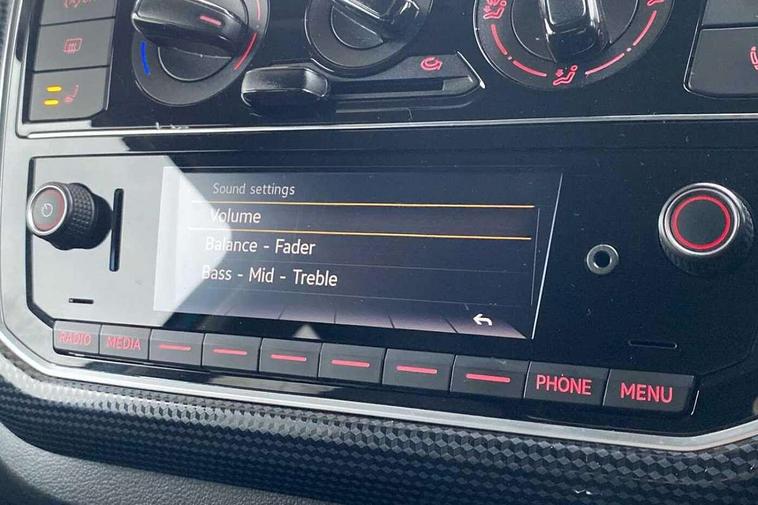 Sound settings
Volume
Balance - Fader
Bass - Mid - Treble
RADIO MEDIA PHONE MENU